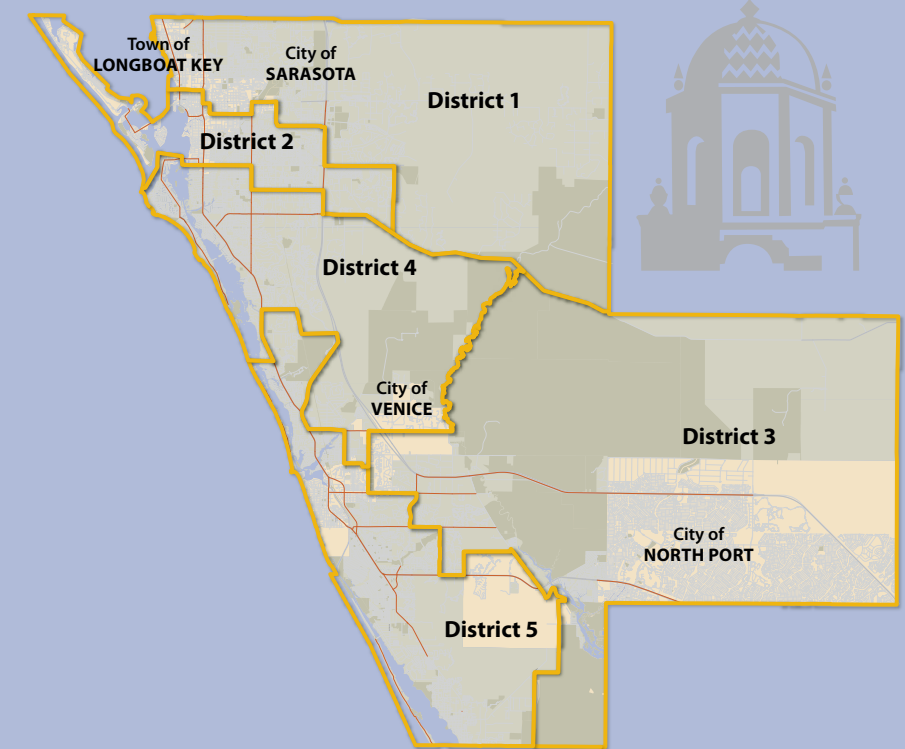 Town of
LONGBOAT KEY
City of
SARASOTA
District 1
District 2
District 4
City of
VENICE
District 3
City of
NORTH PORT
District 5